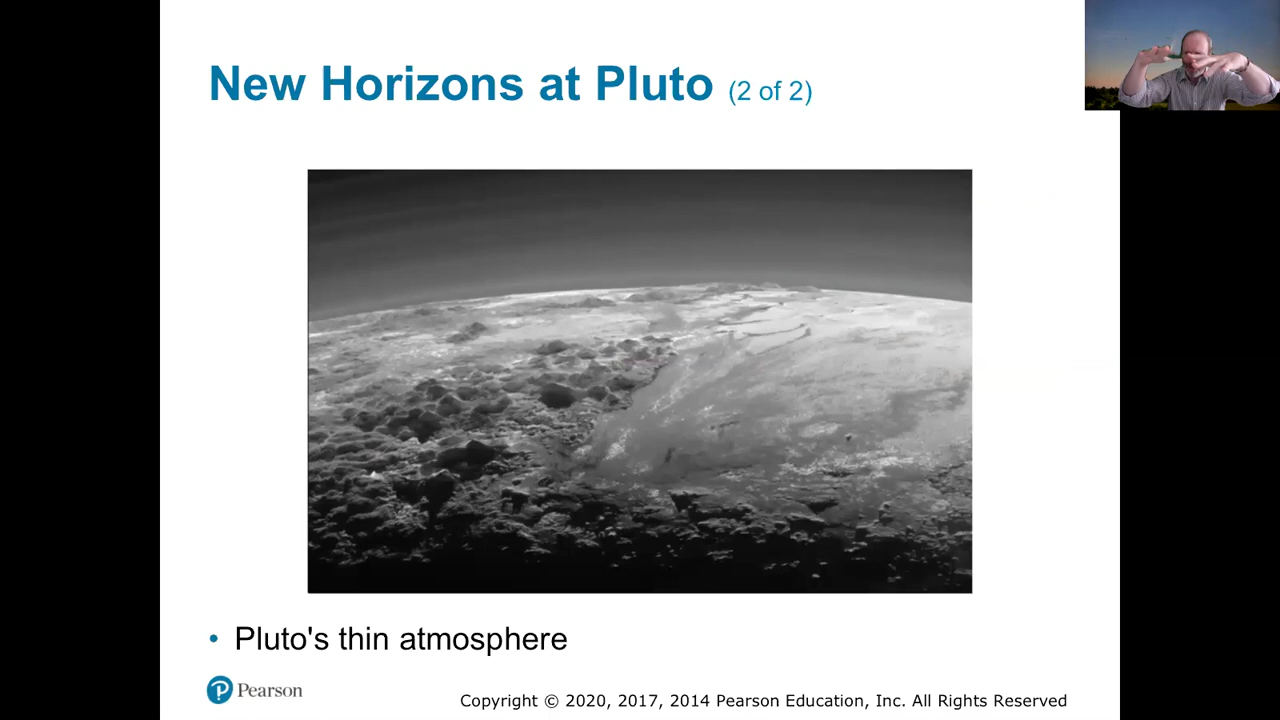 New Horizons at Pluto (2 of 2)
• Pluto's thin atmosphere
Pearson
Copyright © 2020, 2017, 2014 Pearson Education, Inc. All Rights Reserved